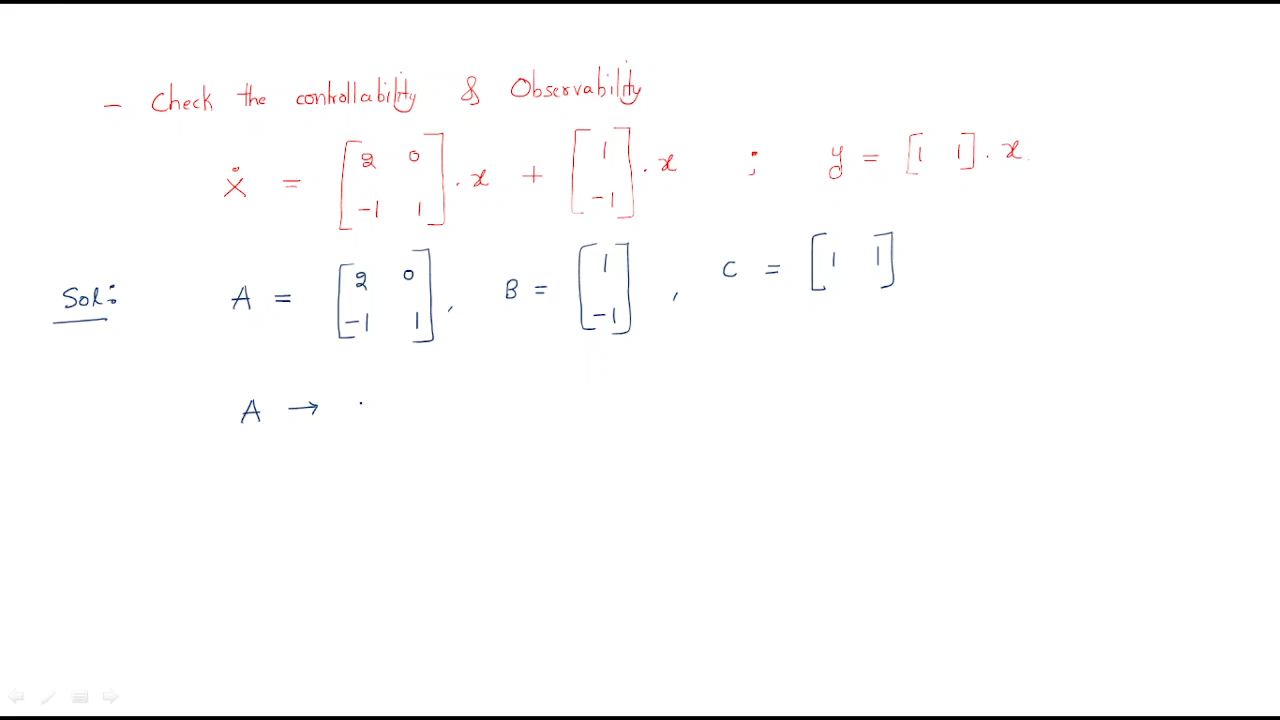 - Check the controllability & Observability
ẋ = [2 0; -1 1] . x + [1; -1] . x ; y = [1 1] . x
Sol: A = [2 0; -1 1], B = [1; -1], C = [1 1]
A →